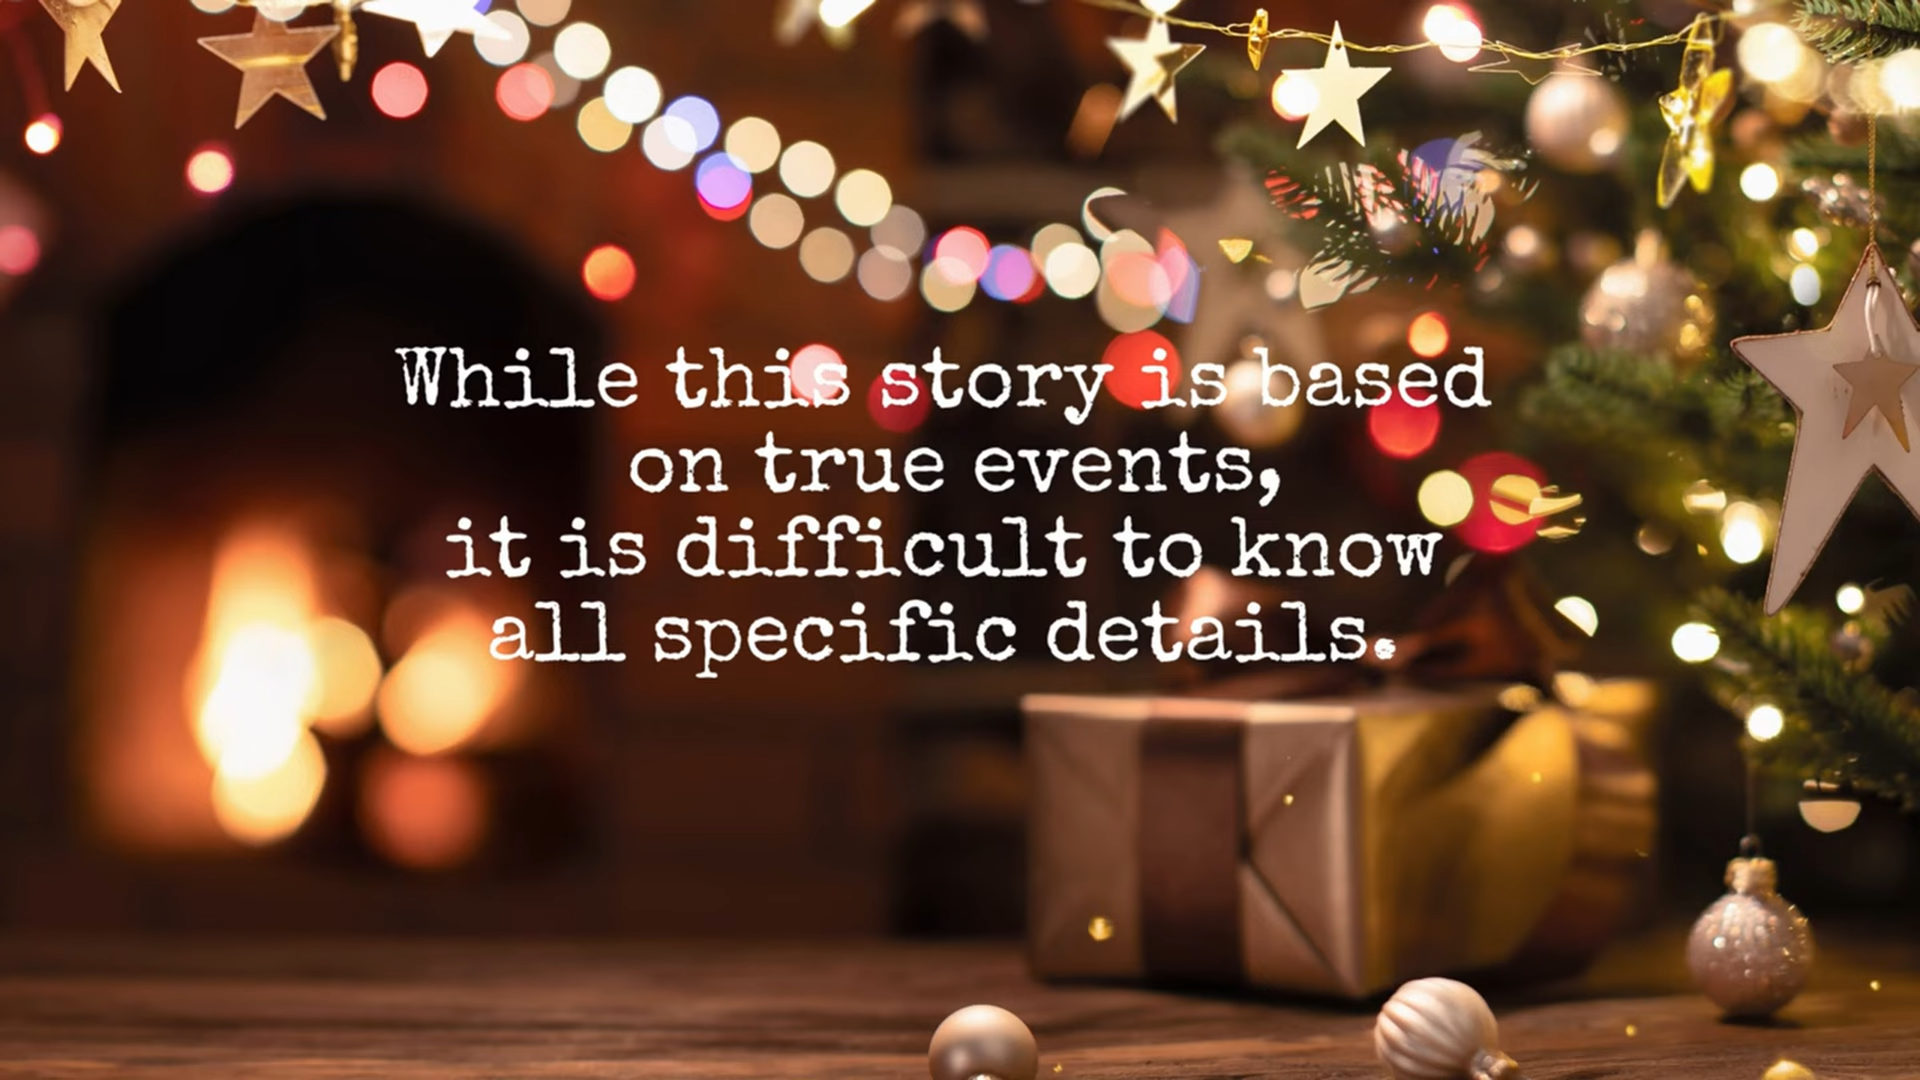 While this story is based
on true events,
it is difficult to know
all specific details.